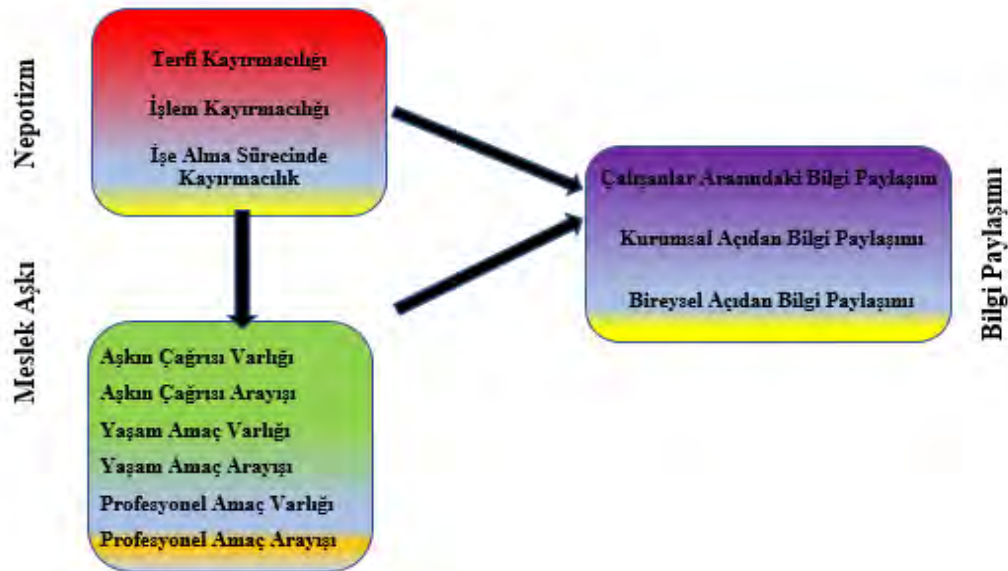 Nepotizm
Terfi Kayırmacılığı
İşlem Kayırmacılığı
İşe Alma Sürecinde
Kayırmacılık
Meslek Aşkı
Aşkın Çağrısı Varlığı
Aşkın Çağrısı Arayışı
Yaşam Amaç Varlığı
Yaşam Amaç Arayışı
Profesyonel Amaç Varlığı
Profesyonel Amaç Arayışı
Çalışanlar Arasındaki Bilgi Paylaşım
Kurumsal Açıdan Bilgi Paylaşımı
Bireysel Açıdan Bilgi Paylaşımı
Bilgi Paylaşımı